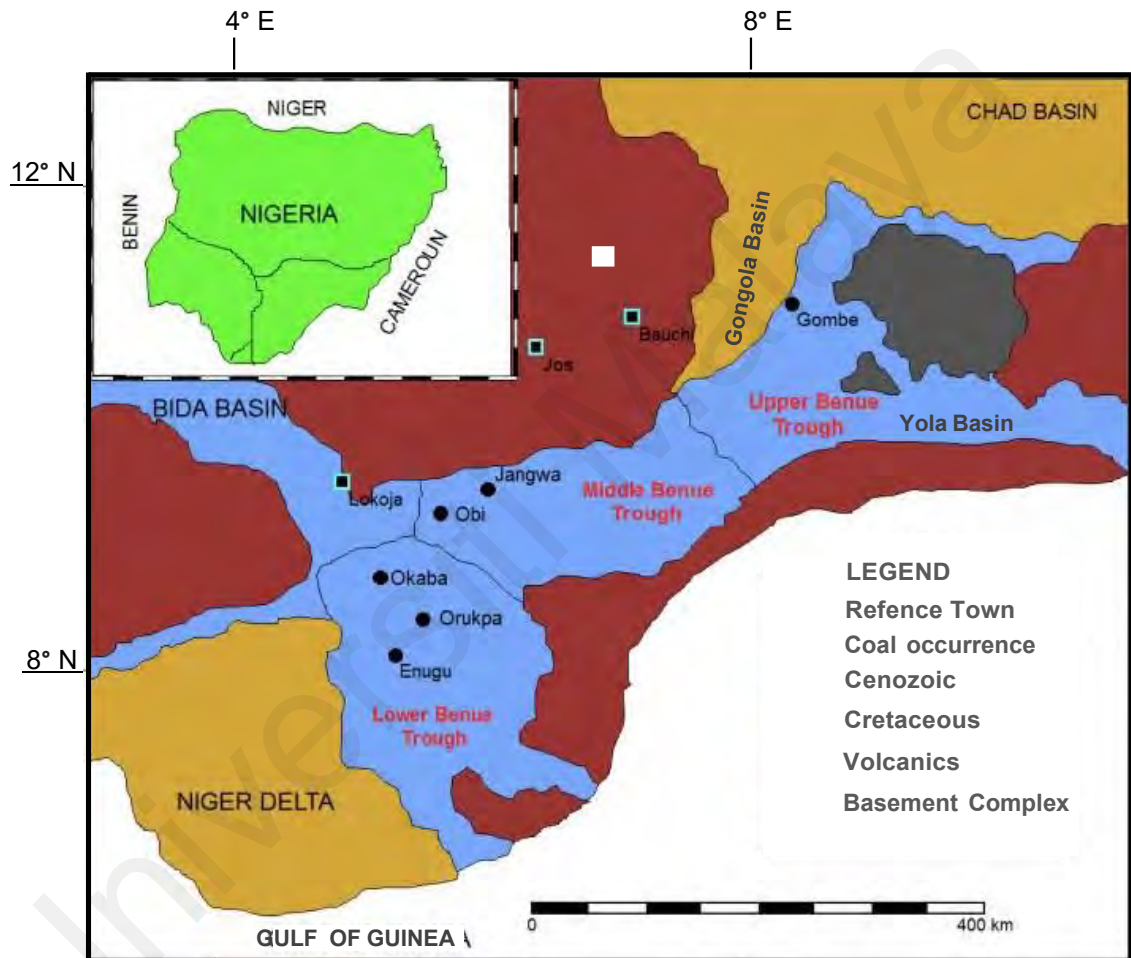 4° E
8° E
NIGER
CHAD BASIN
12° N
BENIN
NIGERIA
CAMEROUN
Gongola Basin
Gombe
Bauchi
Jos
BIDA BASIN
Upper Benue
Trough
Yola Basin
Lokoja
Jangwa
Obi
Middle Benue
Trough
Okaba
Orukpa
Enugu
8° N
Lower Benue
Trough
NIGER DELTA
LEGEND
Refence Town
Coal occurrence
Cenozoic
Cretaceous
Volcanics
Basement Complex
0
400 km
GULF OF GUINEA